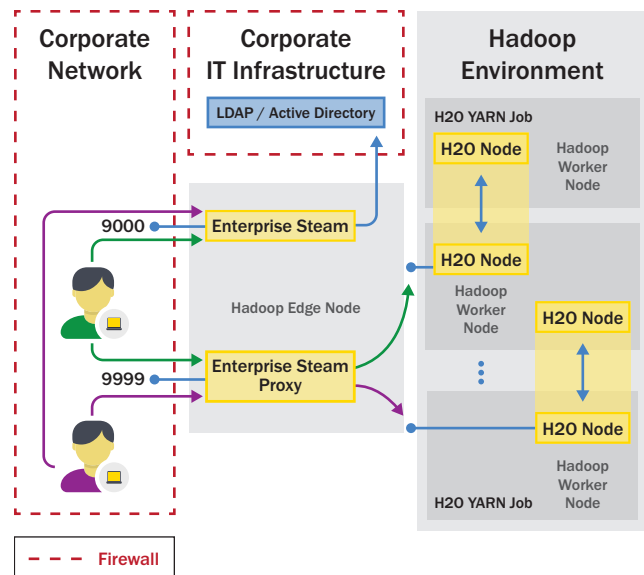 Corporate
Network
Corporate
IT Infrastructure
Hadoop
Environment
LDAP / Active Directory
H2O YARN Job
H2O Node
Hadoop
Worker
Node
9000
Enterprise Steam
H2O Node
Hadoop Edge Node
Hadoop
Worker
Node
H2O Node
9999
Enterprise Steam
Proxy
H2O Node
Hadoop
Worker
Node
H2O YARN Job
Firewall